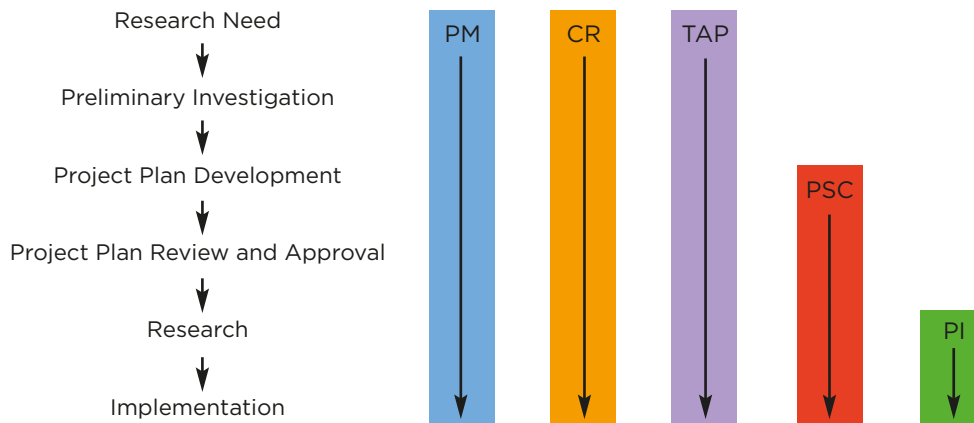 Research Need
PM
CR
TAP
Preliminary Investigation
Project Plan Development
PSC
Project Plan Review and Approval
Research
PI
Implementation